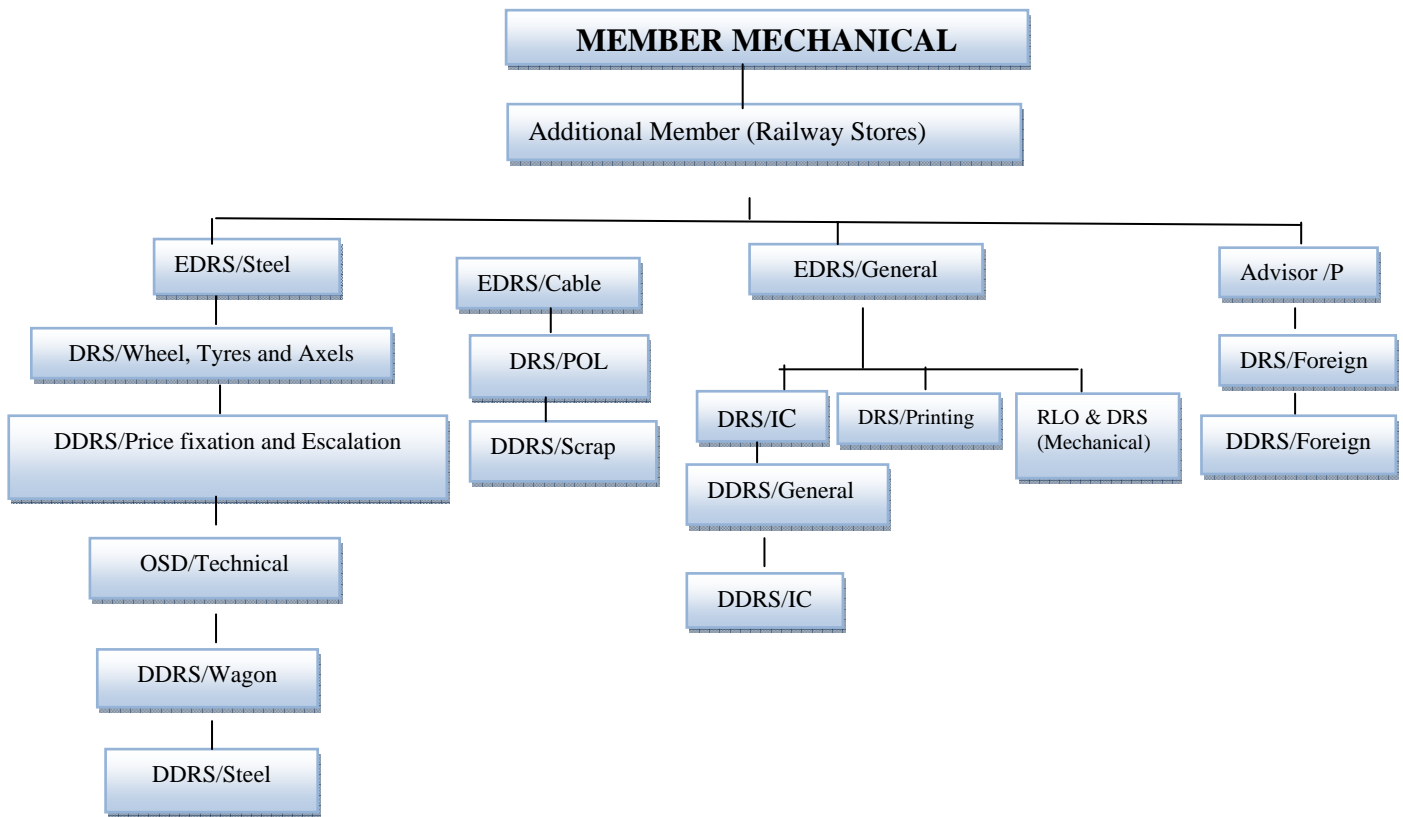 MEMBER MECHANICAL
Additional Member (Railway Stores)
EDRS/Steel
DRS/Wheel, Tyres and Axels
DDRS/Price fixation and Escalation
OSD/Technical
DDRS/Wagon
DDRS/Steel
EDRS/Cable
DRS/POL
DDRS/Scrap
EDRS/General
DRS/IC
DDRS/General
DDRS/IC
DRS/Printing
RLO & DRS
(Mechanical)
Advisor /P
DRS/Foreign
DDRS/Foreign